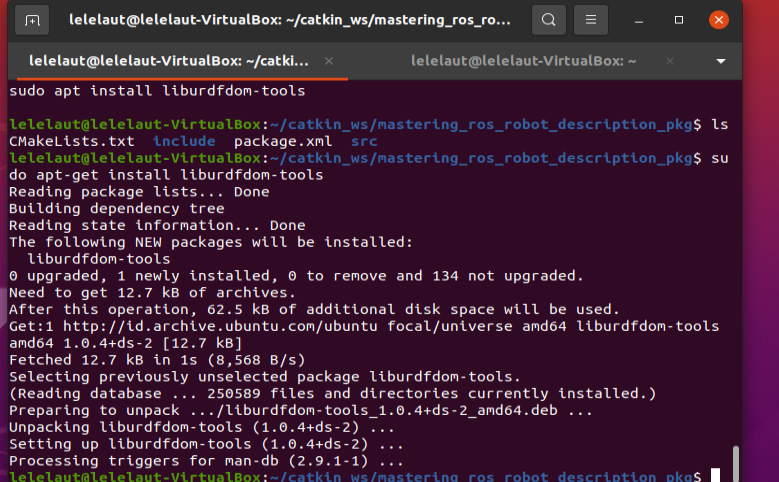 lelelaut@lelelaut-VirtualBox: ~/catkin_ws/mastering_ros_ro...
lelelaut@lelelaut-VirtualBox: ~/catki... × lelelaut@lelelaut-VirtualBox: ~ ×
sudo apt install liburdfdom-tools
lelelaut@lelelaut-VirtualBox:~/catkin_ws/mastering_ros_robot_description_pkg$ ls
CMakeLists.txt include package.xml src
lelelaut@lelelaut-VirtualBox:~/catkin_ws/mastering_ros_robot_description_pkg$ su
do apt-get install liburdfdom-tools
Reading package lists... Done
Building dependency tree
Reading state information... Done
The following NEW packages will be installed:
liburdfdom-tools
0 upgraded, 1 newly installed, 0 to remove and 134 not upgraded.
Need to get 12.7 kB of archives.
After this operation, 62.5 kB of additional disk space will be used.
Get:1 http://id.archive.ubuntu.com/ubuntu focal/universe amd64 liburdfdom-tools
amd64 1.0.4+ds-2 [12.7 kB]
Fetched 12.7 kB in 1s (8,568 B/s)
Selecting previously unselected package liburdfdom-tools.
(Reading database ... 250589 files and directories currently installed.)
Preparing to unpack .../liburdfdom-tools_1.0.4+ds-2_amd64.deb ...
Unpacking liburdfdom-tools (1.0.4+ds-2) ...
Setting up liburdfdom-tools (1.0.4+ds-2) ...
Processing triggers for man-db (2.9.1-1) ...
lelelaut@lelelaut-VirtualBox:~/catkin_ws/mastering_ros_robot_description_pkg$